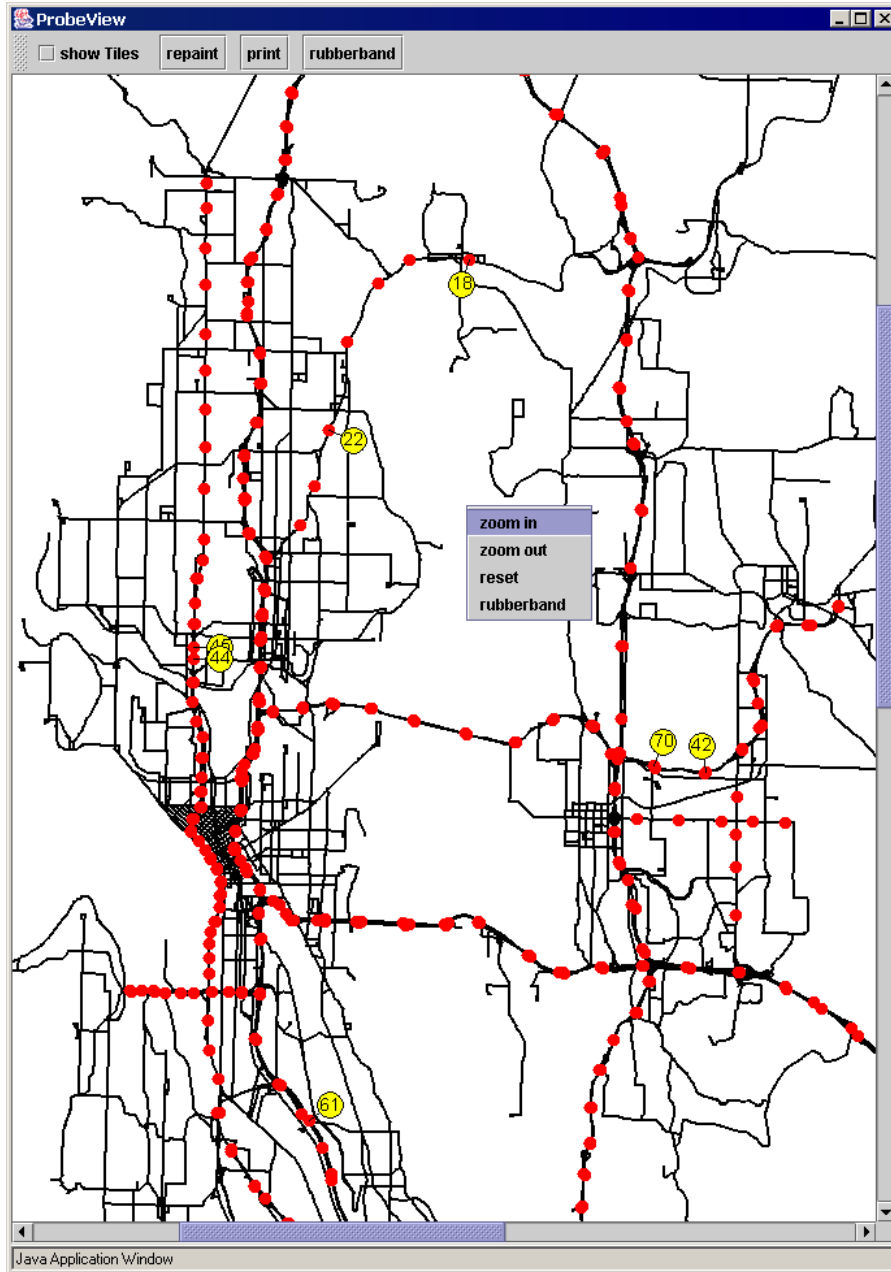 ProbeView
show Tiles repaint print rubberband
18
22
zoom in
zoom out
reset
rubberband
44
70 42
61
Java Application Window